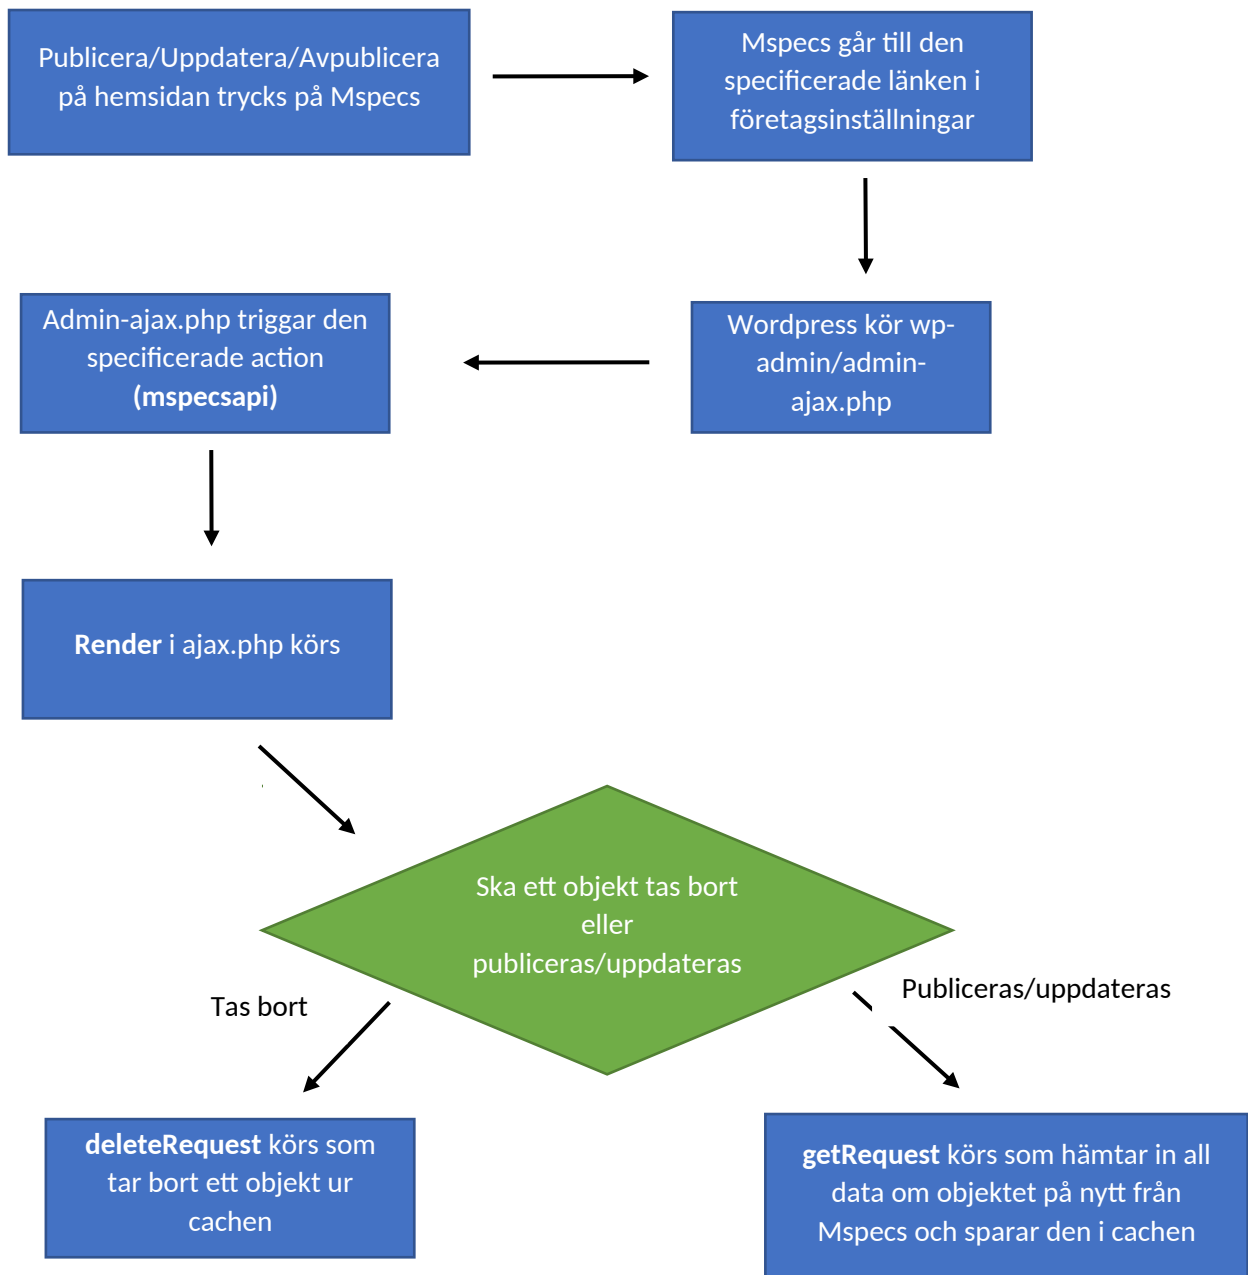 Publicera/Uppdatera/Avpublicera
på hemsidan trycks på Mspecs
Mspecs går till den
specificerade länken i
företagsinställningar
Wordpress kör wp-
admin/admin-
ajax.php
Admin-ajax.php triggar den
specificerade action
(mspecsapi)
Render i ajax.php körs
Ska ett objekt tas bort
eller
publiceras/uppdateras
Tas bort
Publiceras/uppdateras
deleteRequest körs som
tar bort ett objekt ur
cachen
getRequest körs som hämtar in all
data om objektet på nytt från
Mspecs och sparar den i cachen